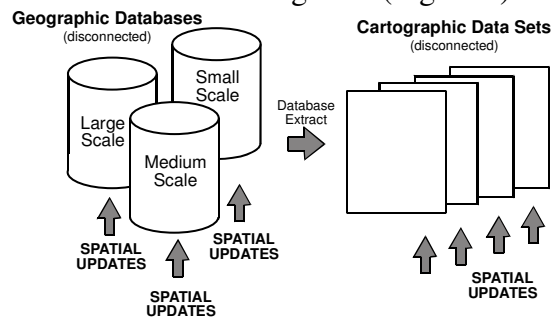 Geographic Databases
(disconnected)
Small
Scale
Large
Scale
Medium
Scale
SPATIAL
UPDATES
SPATIAL
UPDATES
SPATIAL
UPDATES
Database
Extract
Cartographic Data Sets
(disconnected)
SPATIAL
UPDATES